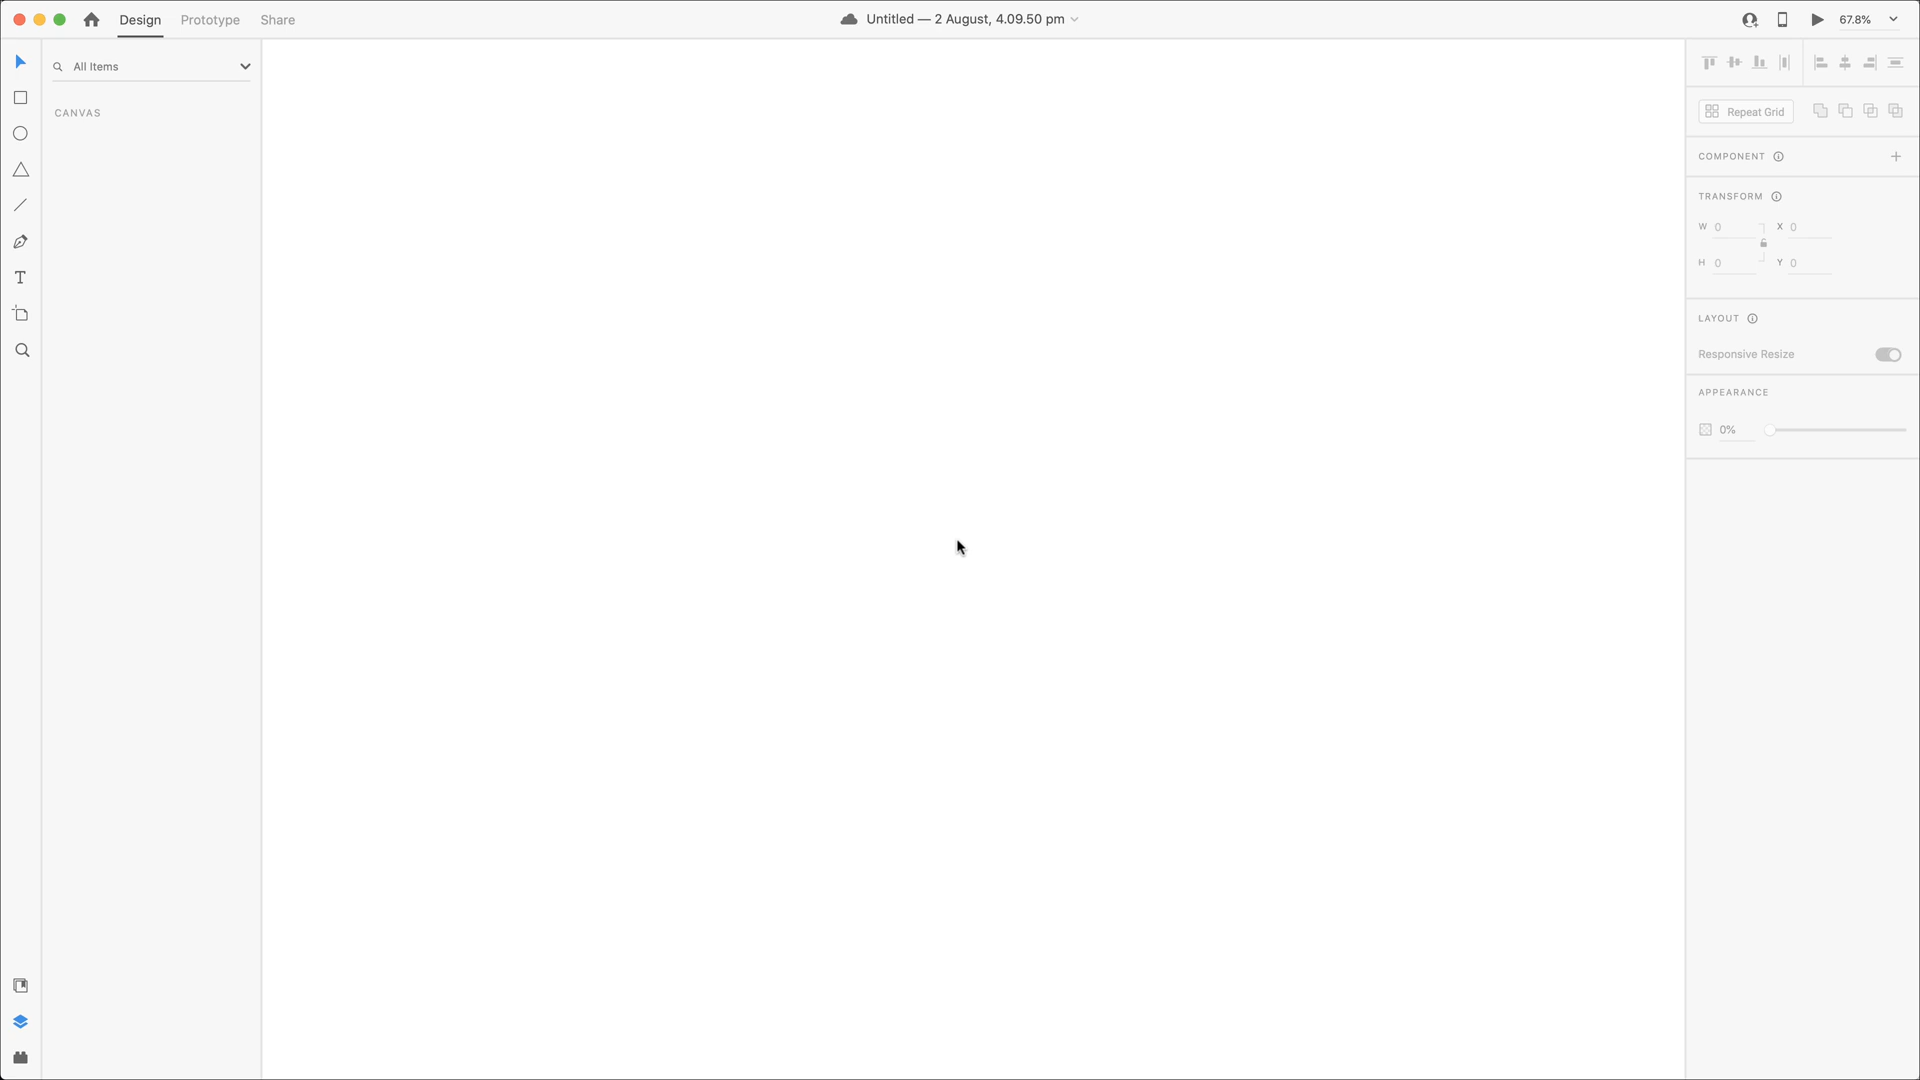 Design Prototype Share
Untitled — 2 August, 4.09.50 pm
67.8%
All Items
CANVAS
T
Repeat Grid
COMPONENT
TRANSFORM
W 0 X 0
H 0 Y 0
LAYOUT
Responsive Resize
APPEARANCE
0%